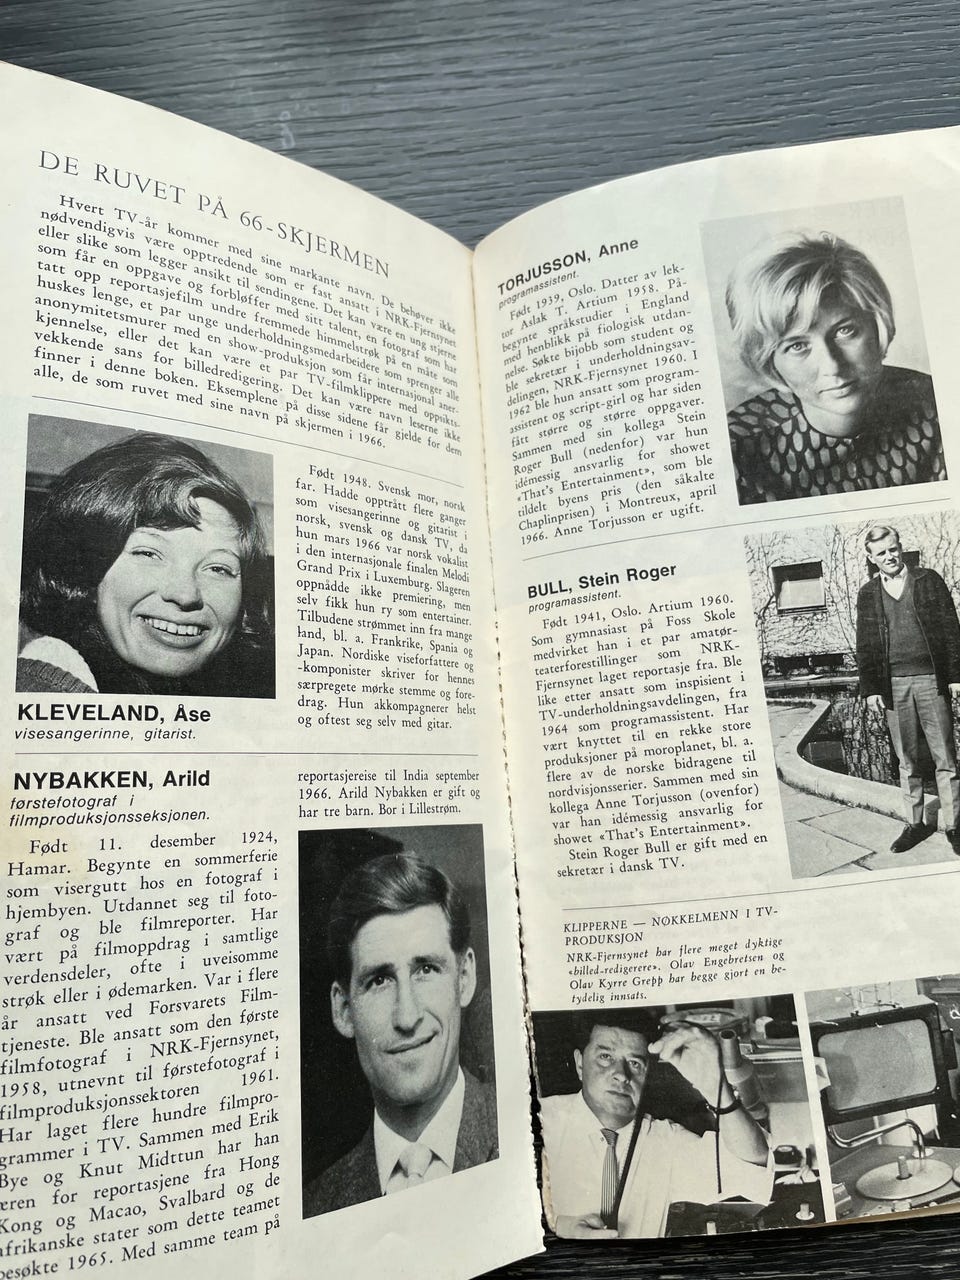 DE RUVET PÅ 66-SKJERMEN
Hvert TV-år kommer med sine markante navn. De behøver ikke
nødvendigvis være opptredende som er fast ansatt i NRK-Fjernsynet
eller slike som legger ansikt til sendingene. Det kan være en ung stjerne
som får en oppgave og forbløffer med sitt talent, en fotograf som har
tatt opp reportasjefilm under fremmede himmelstrøk på en måte som
huskes lenge, et par unge underholdningsmedarbeidere som sprenger alle
anonymitetsmurer med en show-produksjon som får internasjonal aner-
kjennelse, eller det kan være et par TV-filmklippere med oppsikts-
vekkende sans for billedredigering. Det kan være navn leserne ikke
finner i denne boken. Eksemplene på disse sidene får gjelde for dem
alle, de som ruvet med sine navn på skjermen i 1966.
KLEVELAND, Åse
visesangerinne, gitarist.
Født 1948. Svensk mor, norsk
far. Hadde opptrått flere ganger
som visesangerinne og gitarist i
norsk, svensk og dansk TV, da
hun mars 1966 var norsk vokalist
i den internasjonale finalen Melodi
Grand Prix i Luxemburg. Slageren
oppnådde ikke premiering, men
selv fikk hun ry som entertainer.
Tilbudene strømmet inn fra mange
land, bl. a. Frankrike, Spania og
Japan. Nordiske viseforfattere og
-komponister skriver for hennes
særpregete mørke stemme og fore-
drag. Hun akkompagnerer helst
og oftest seg selv med gitar.
NYBAKKEN, Arild
førstefotograf i
filmproduksjonsseksjonen.
Født 11. desember 1924,
Hamar. Begynte en sommerferie
som visergutt hos en fotograf i
hjembyen. Utdannet seg til foto-
graf og ble filmreporter. Har
vært på filmoppdrag i samtlige
verdensdeler, ofte i uveisomme
strøk eller i ødemarken. Var i flere
år ansatt ved Forsvarets Film-
tjeneste. Ble ansatt som den første
filmfotograf i NRK-Fjernsynet,
1958, utnevnt til førstefotograf i
filmproduksjonssektoren 1961.
Har laget flere hundre filmpro-
grammer i TV. Sammen med Erik
Bye og Knut Midttun har han
æren for reportasjene fra Hong
Kong og Macao, Svalbard og de
afrikanske stater som dette teamet
besøkte 1965. Med samme team på
reportasjereise til India september
1966. Arild Nybakken er gift og
har tre barn. Bor i Lillestrøm.
TORJUSSON, Anne
programassistent.
Født 1939, Oslo. Datter av lek-
tor Aslak T. Artium 1958. På-
begynte språkstudier i England
med henblikk på fiologisk utdan-
nelse. Søkte bijobb som student og
ble sekretær i underholdningsav-
delingen, NRK-Fjernsynet 1960. I
1962 ble hun ansatt som program-
assistent og script-girl og har siden
fått større og større oppgaver.
Sammen med sin kollega Stein
Roger Bull (nedenfor) var hun
idémessig ansvarlig for showet
«That's Entertainment», som ble
tildelt byens pris (den såkalte
Chaplinprisen) i Montreux, april
1966. Anne Torjusson er ugift.
BULL, Stein Roger
programassistent.
Født 1941, Oslo. Artium 1960.
Som gymnasiast på Foss Skole
medvirket han i et par amatør-
teaterforestillinger som NRK-
Fjernsynet laget reportasje fra. Ble
like etter ansatt som inspisient i
TV-underholdningsavdelingen, fra
1964 som programassistent. Har
vært knyttet til en rekke store
produksjoner på moroplanet, bl. a.
flere av de norske bidragene til
nordvisjonsserier. Sammen med sin
kollega Anne Torjusson (ovenfor)
var han idémessig ansvarlig for
showet «That's Entertainment».
Stein Roger Bull er gift med en
sekretær i dansk TV.
KLIPPERNE — NØKKELMENN I TV-
PRODUKSJON
NRK-Fjernsynet har flere meget dyktige
«billed-redigerere». Olav Engebretsen og
Olav Kyrre Grepp har begge gjort en be-
tydelig innsats.